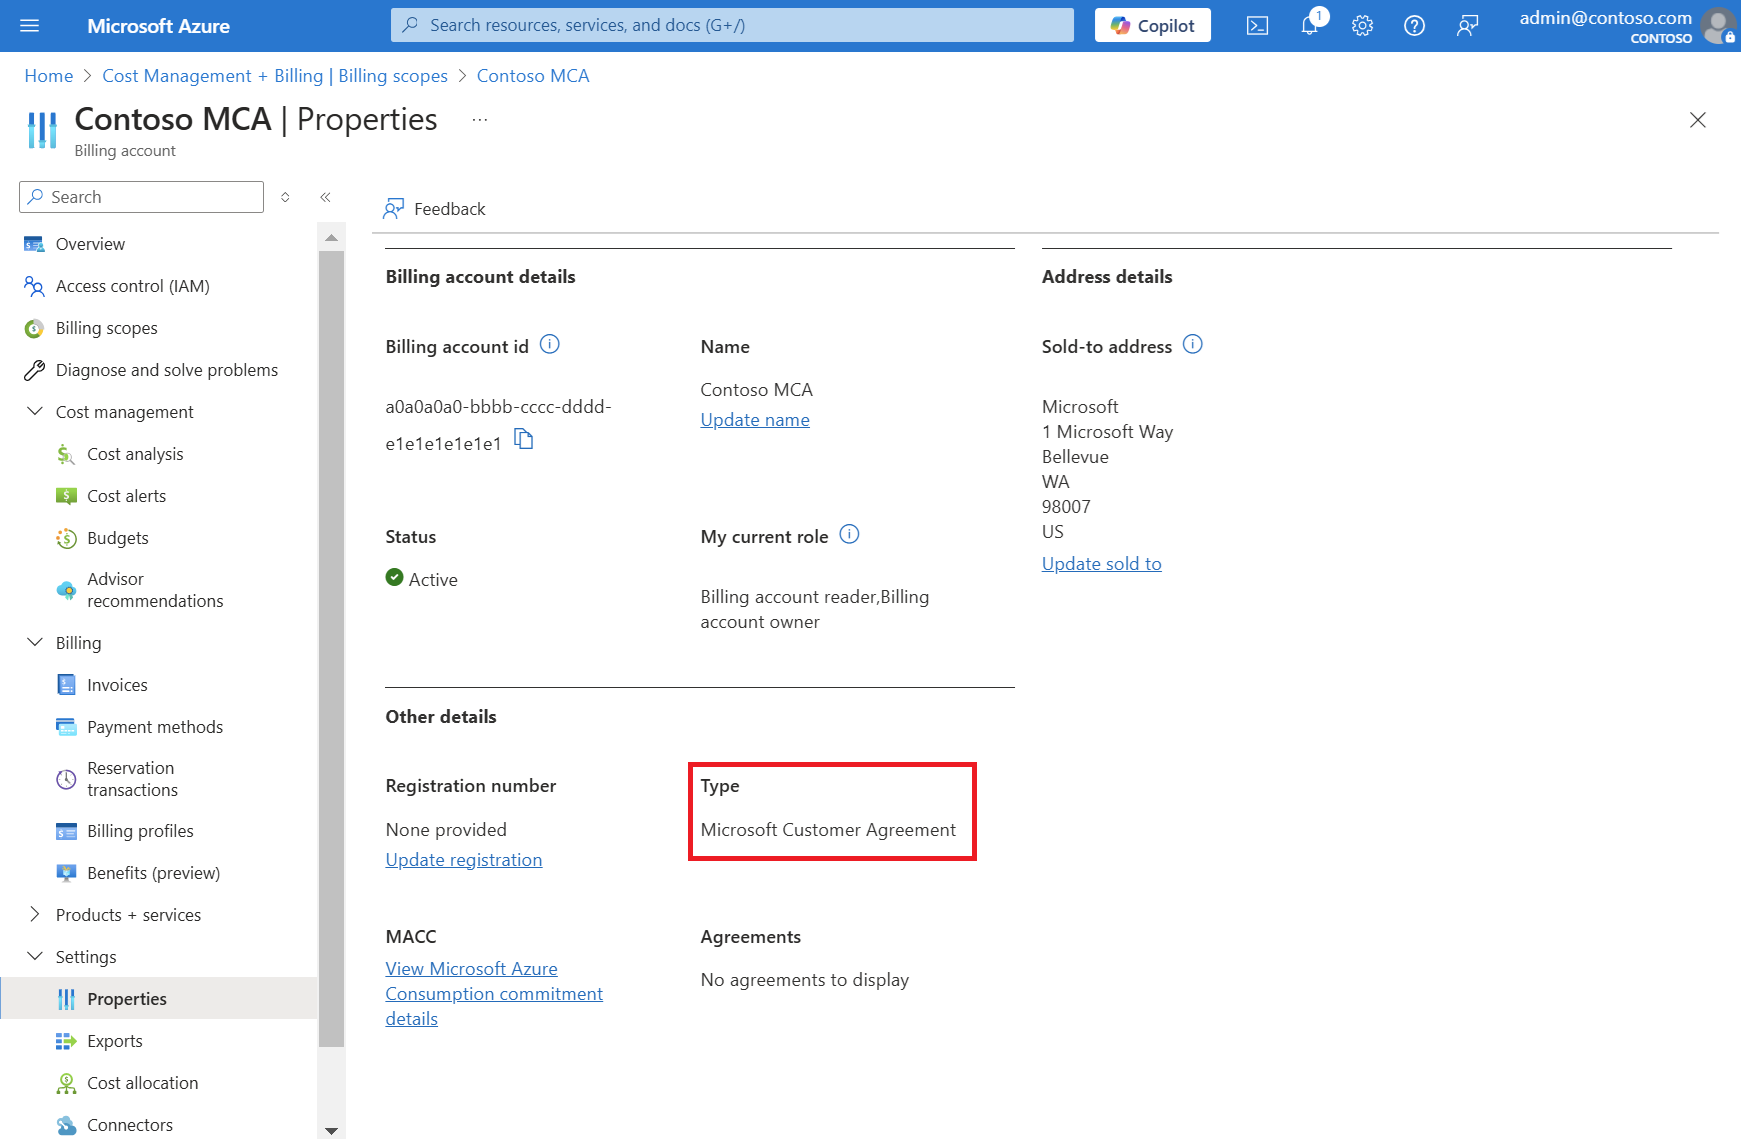 Microsoft Azure
Search resources, services, and docs (G+/)
Copilot
1
admin@contoso.com
CONTOSO
Home > Cost Management + Billing | Billing scopes > Contoso MCA
Contoso MCA | Properties ...
Billing account
Search
Overview
Access control (IAM)
Billing scopes
Diagnose and solve problems
Cost management
Cost analysis
Cost alerts
Budgets
Advisor
recommendations
Billing
Invoices
Payment methods
Reservation
transactions
Billing profiles
Benefits (preview)
Products + services
Settings
Properties
Exports
Cost allocation
Connectors
Feedback
Billing account details
Billing account id
a0a0a0a0-bbbb-cccc-dddd-
e1e1e1e1e1e1
Name
Contoso MCA
Update name
Status
Active
My current role
Billing account reader,Billing
account owner
Address details
Sold-to address
Microsoft
1 Microsoft Way
Bellevue
WA
98007
US
Update sold to
Other details
Registration number
None provided
Update registration
Type
Microsoft Customer Agreement
MACC
View Microsoft Azure
Consumption commitment
details
Agreements
No agreements to display